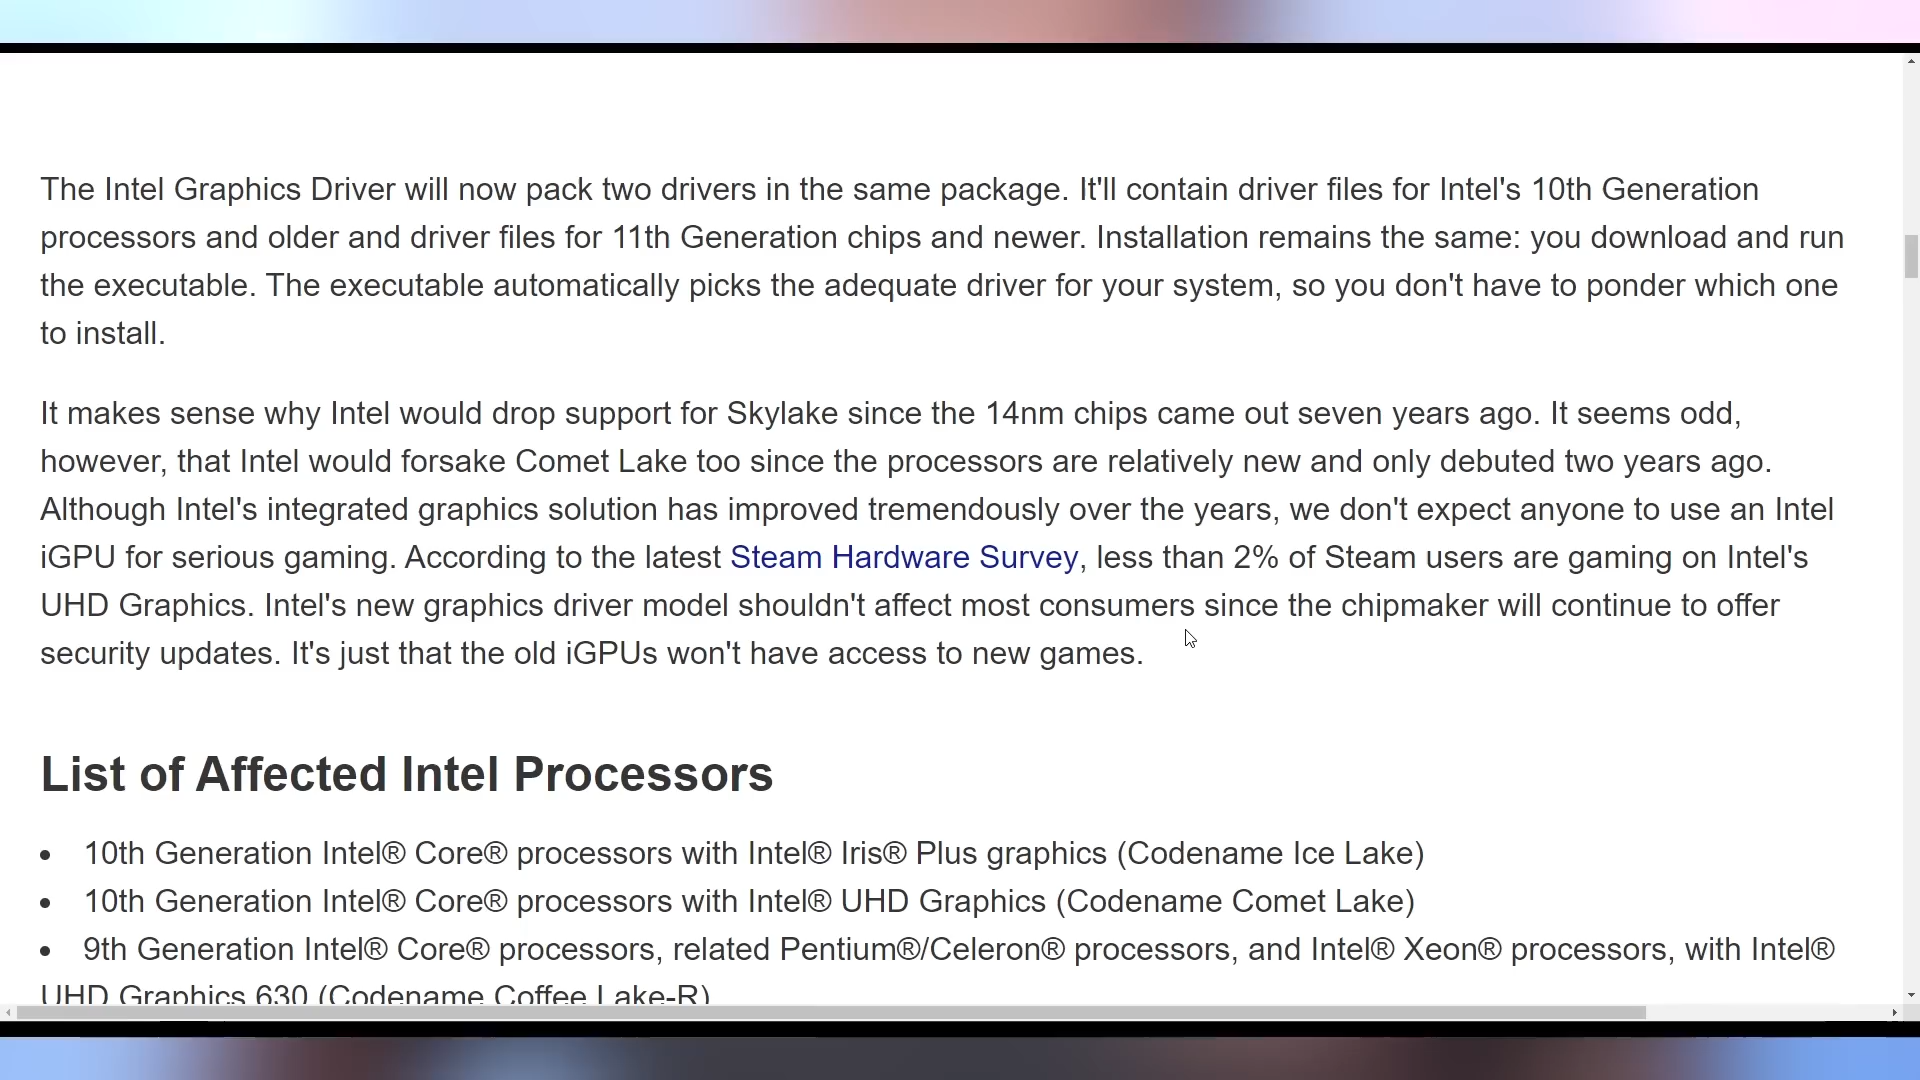 The Intel Graphics Driver will now pack two drivers in the same package. It'll contain driver files for Intel's 10th Generation
processors and older and driver files for 11th Generation chips and newer. Installation remains the same: you download and run
the executable. The executable automatically picks the adequate driver for your system, so you don't have to ponder which one
to install.
It makes sense why Intel would drop support for Skylake since the 14nm chips came out seven years ago. It seems odd,
however, that Intel would forsake Comet Lake too since the processors are relatively new and only debuted two years ago.
Although Intel's integrated graphics solution has improved tremendously over the years, we don't expect anyone to use an Intel
iGPU for serious gaming. According to the latest Steam Hardware Survey, less than 2% of Steam users are gaming on Intel's
UHD Graphics. Intel's new graphics driver model shouldn't affect most consumers since the chipmaker will continue to offer
security updates. It's just that the old iGPUs won't have access to new games.
List of Affected Intel Processors
• 10th Generation Intel® Core® processors with Intel® Iris® Plus graphics (Codename Ice Lake)
• 10th Generation Intel® Core® processors with Intel® UHD Graphics (Codename Comet Lake)
• 9th Generation Intel® Core® processors, related Pentium®/Celeron® processors, and Intel® Xeon® processors, with Intel®
UHD Graphics 630 (Codename Coffee Lake-R)